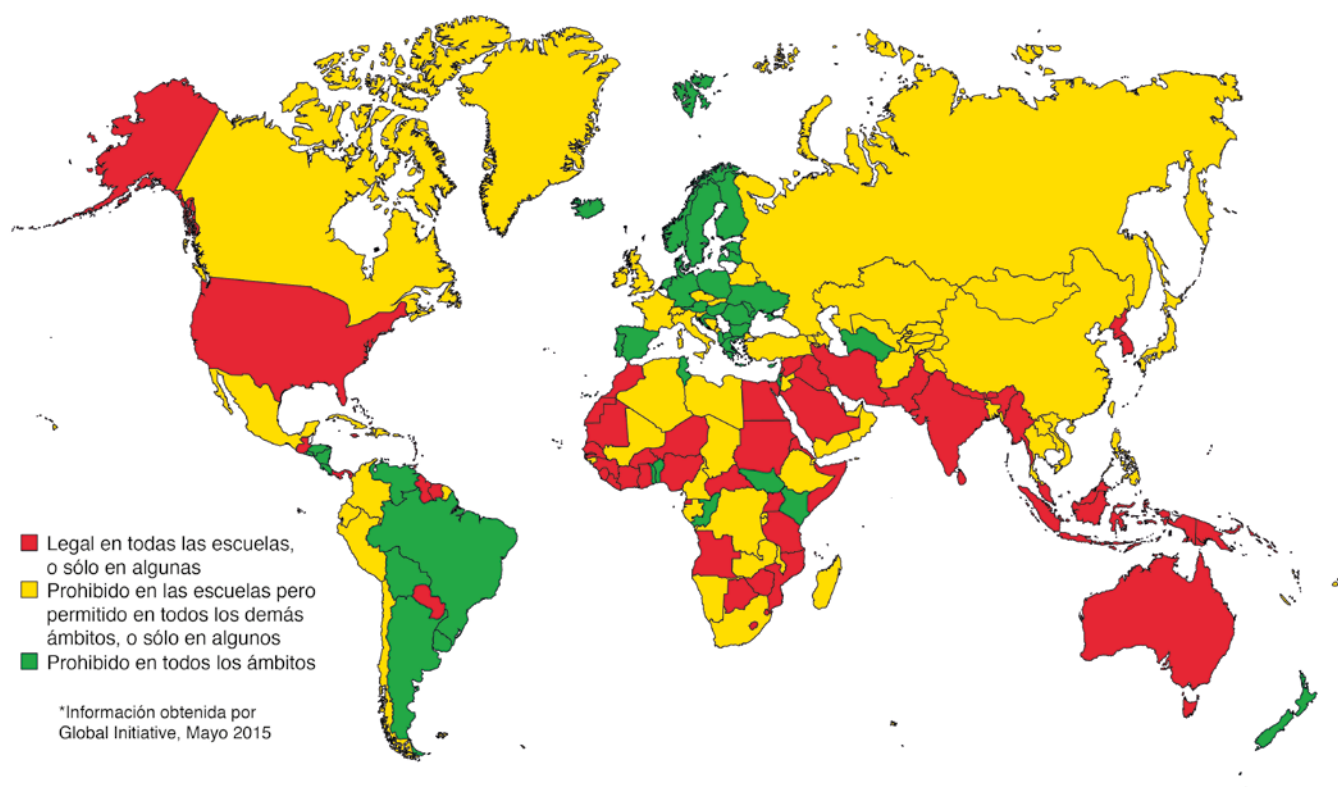 Legal en todas las escuelas,
o sólo en algunas
Prohibido en las escuelas pero
permitido en todos los demás
ámbitos, o sólo en algunos
Prohibido en todos los ámbitos
*Información obtenida por
Global Initiative, Mayo 2015